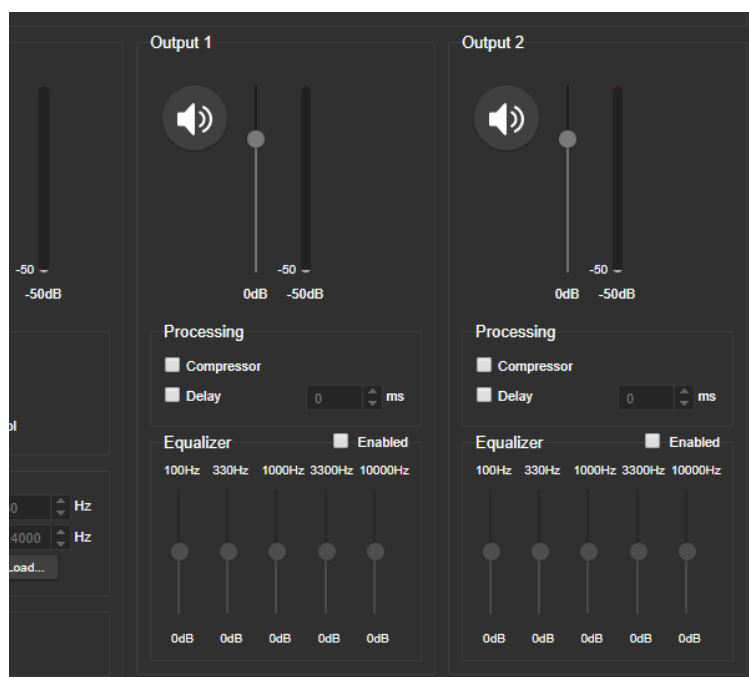 Output 1
Output 2
-50
-50
-50
-50dB
0dB -50dB
0dB -50dB
Processing
Processing
Compressor
Compressor
Delay 0 ms
Delay 0 ms
Equalizer Enabled
Equalizer Enabled
100Hz 330Hz 1000Hz 3300Hz 10000Hz
100Hz 330Hz 1000Hz 3300Hz 10000Hz
Hz
4000 Hz
Load...
0dB 0dB 0dB 0dB 0dB
0dB 0dB 0dB 0dB 0dB